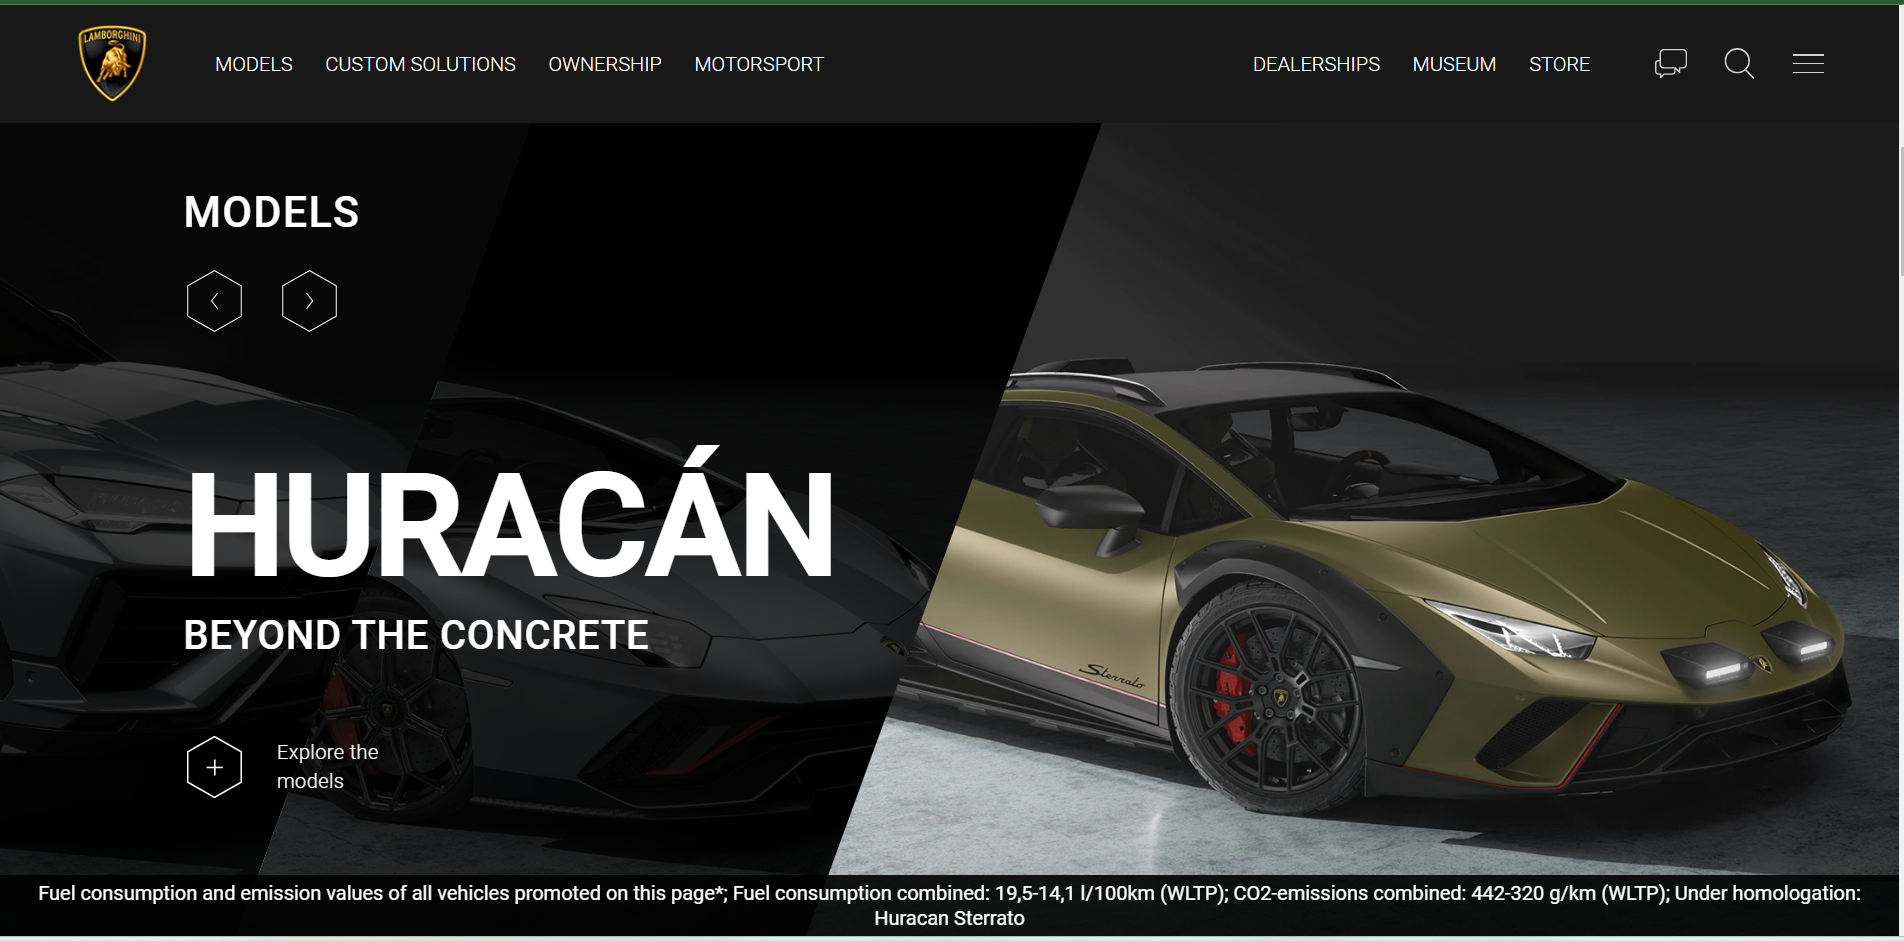 LAMBORGHINI
MODELS CUSTOM SOLUTIONS OWNERSHIP MOTORSPORT DEALERSHIPS MUSEUM STORE
MODELS
HURACÁN
BEYOND THE CONCRETE
Explore the
models
Sterrato
Fuel consumption and emission values of all vehicles promoted on this page*; Fuel consumption combined: 19,5-14,1 l/100km (WLTP); CO2-emissions combined: 442-320 g/km (WLTP); Under homologation:
Huracan Sterrato